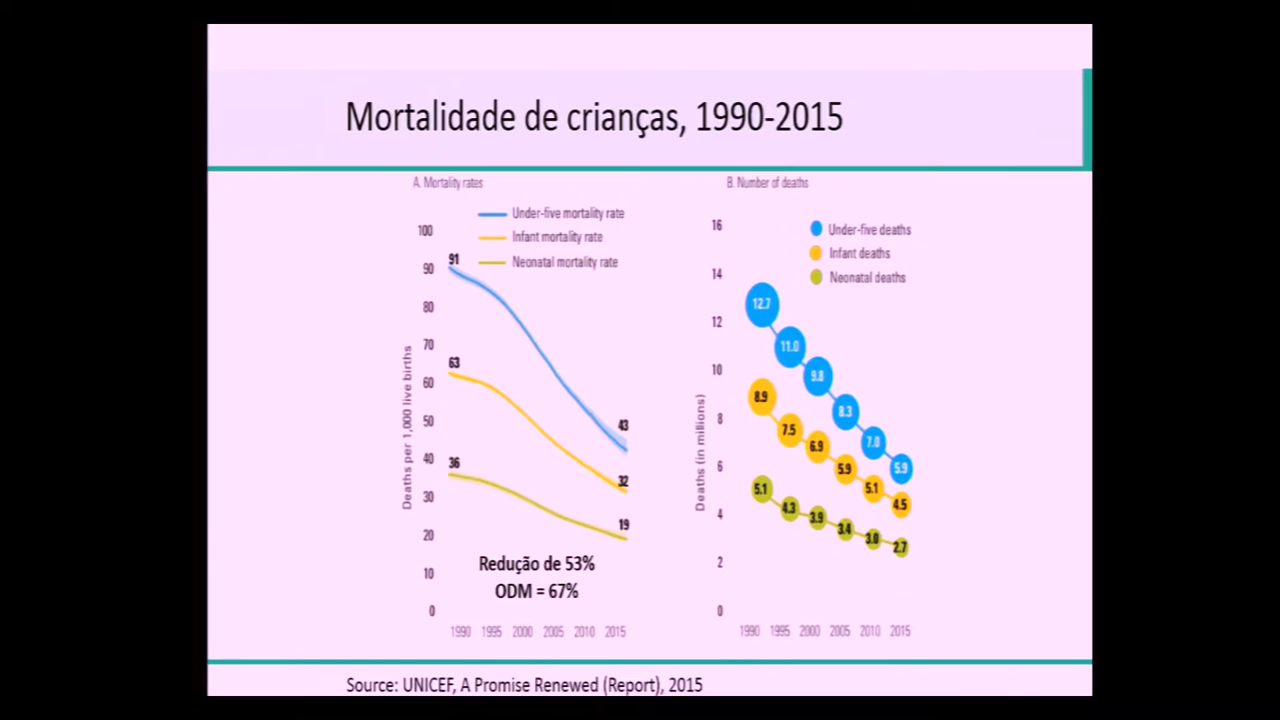 Mortalidade de crianças, 1990-2015
A. Mortality rates
Under-five mortality rate
Infant mortality rate
Neonatal mortality rate
Deaths per 1,000 live births
100
90
80
70
60
50
40
30
20
10
0
91
63
36
43
32
19
Redução de 53%
ODM = 67%
1990 1995 2000 2005 2010 2015
B. Number of deaths
Under-five deaths
Infant deaths
Neonatal deaths
Deaths (in millions)
16
14
12
10
8
6
4
2
0
12.7
11.0
9.8
8.3
7.0
5.9
8.9
7.5
6.9
5.9
5.1
4.5
5.1
4.3
3.9
3.4
3.0
2.7
1990 1995 2000 2005 2010 2015
Source: UNICEF, A Promise Renewed (Report), 2015